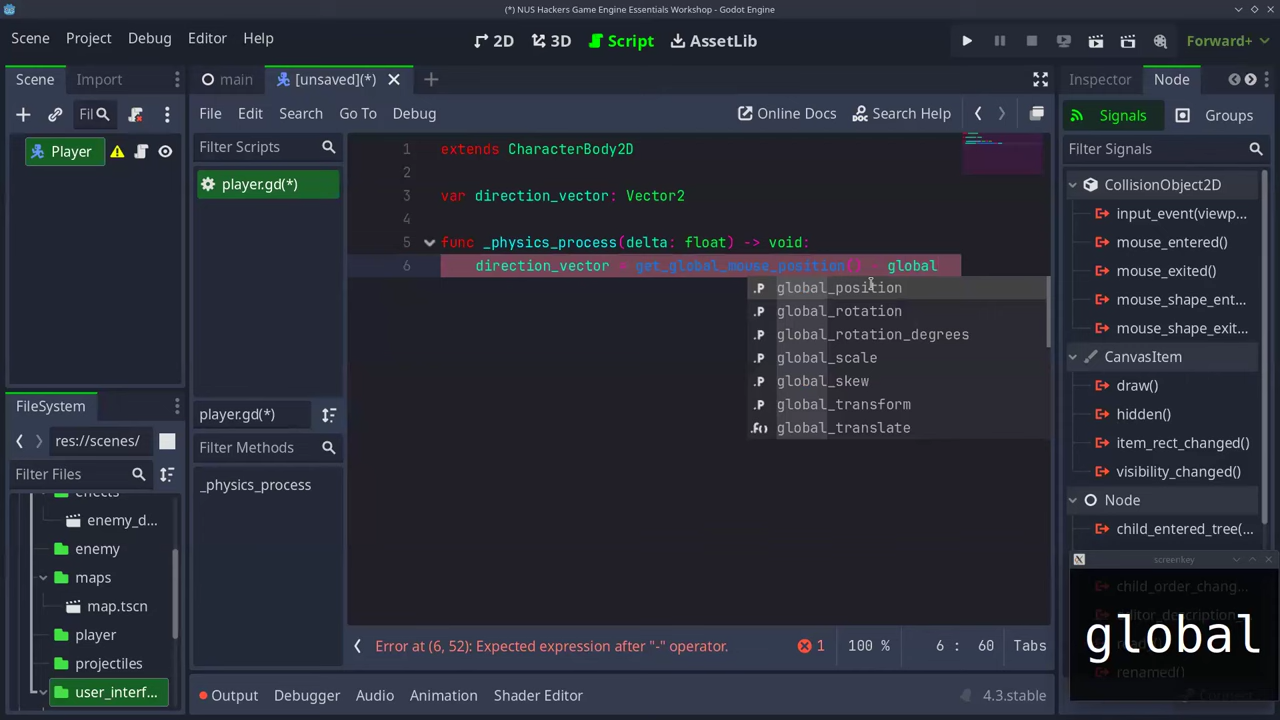 (*) NUS Hackers Game Engine Essentials Workshop - Godot Engine
Scene Project Debug Editor Help
2D 3D Script AssetLib
Forward+
Scene Import
main [unsaved](*)
Inspector Node
Fil
File Edit Search Go To Debug
Online Docs Search Help
Signals Groups
Player
Filter Scripts
Filter Signals
player.gd(*)
1 extends CharacterBody2D
2
3 var direction_vector: Vector2
4
5 func _physics_process(delta: float) -> void:
6 direction_vector = get_global_mouse_position() - global
global_position
global_rotation
global_rotation_degrees
global_scale
global_skew
global_transform
global_translate
CollisionObject2D
input_event(viewp...
mouse_entered()
mouse_exited()
mouse_shape_ent...
mouse_shape_exit...
CanvasItem
draw()
hidden()
item_rect_changed()
visibility_changed()
Node
child_entered_tree(...
child_order_chang...
renamed()
FileSystem
res://scenes/
Filter Files
effects
enemy_d...
enemy
maps
map.tscn
player
projectiles
user_interf...
player.gd(*)
Filter Methods
_physics_process
Error at (6, 52): Expected expression after "-" operator.
1
100 %
6 : 60
Tabs
Output Debugger Audio Animation Shader Editor
4.3.stable
screenkey
global